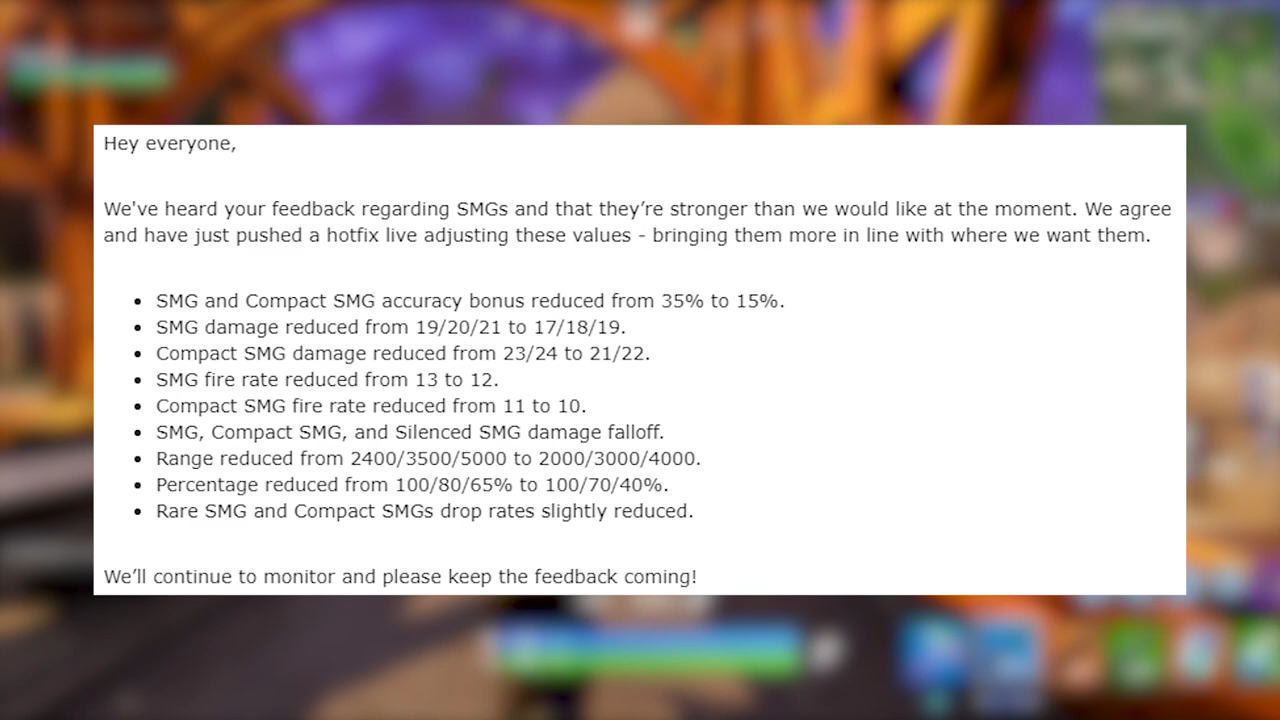 Hey everyone,
We've heard your feedback regarding SMGs and that they’re stronger than we would like at the moment. We agree
and have just pushed a hotfix live adjusting these values - bringing them more in line with where we want them.
• SMG and Compact SMG accuracy bonus reduced from 35% to 15%.
• SMG damage reduced from 19/20/21 to 17/18/19.
• Compact SMG damage reduced from 23/24 to 21/22.
• SMG fire rate reduced from 13 to 12.
• Compact SMG fire rate reduced from 11 to 10.
• SMG, Compact SMG, and Silenced SMG damage falloff.
• Range reduced from 2400/3500/5000 to 2000/3000/4000.
• Percentage reduced from 100/80/65% to 100/70/40%.
• Rare SMG and Compact SMGs drop rates slightly reduced.
We’ll continue to monitor and please keep the feedback coming!